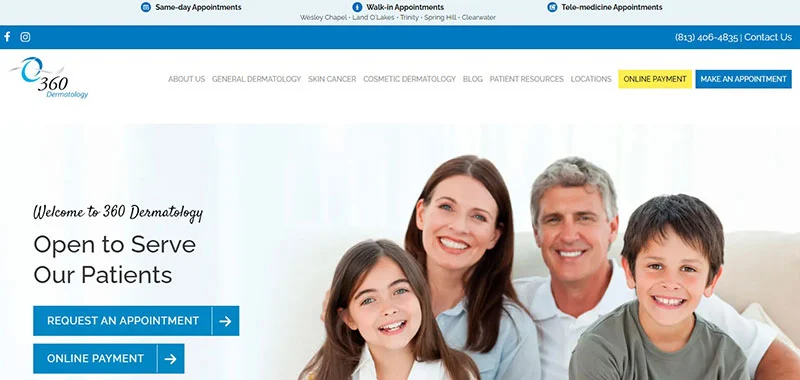 Same-day Appointments
Walk-in Appointments
Wesley Chapel • Land O'Lakes • Trinity • Spring Hill • Clearwater
Tele-medicine Appointments
(813) 406-4835 | Contact Us
360
Dermatology
ABOUT US GENERAL DERMATOLOGY SKIN CANCER COSMETIC DERMATOLOGY BLOG PATIENT RESOURCES LOCATIONS ONLINE PAYMENT MAKE AN APPOINTMENT
Welcome to 360 Dermatology
Open to Serve
Our Patients
REQUEST AN APPOINTMENT
ONLINE PAYMENT